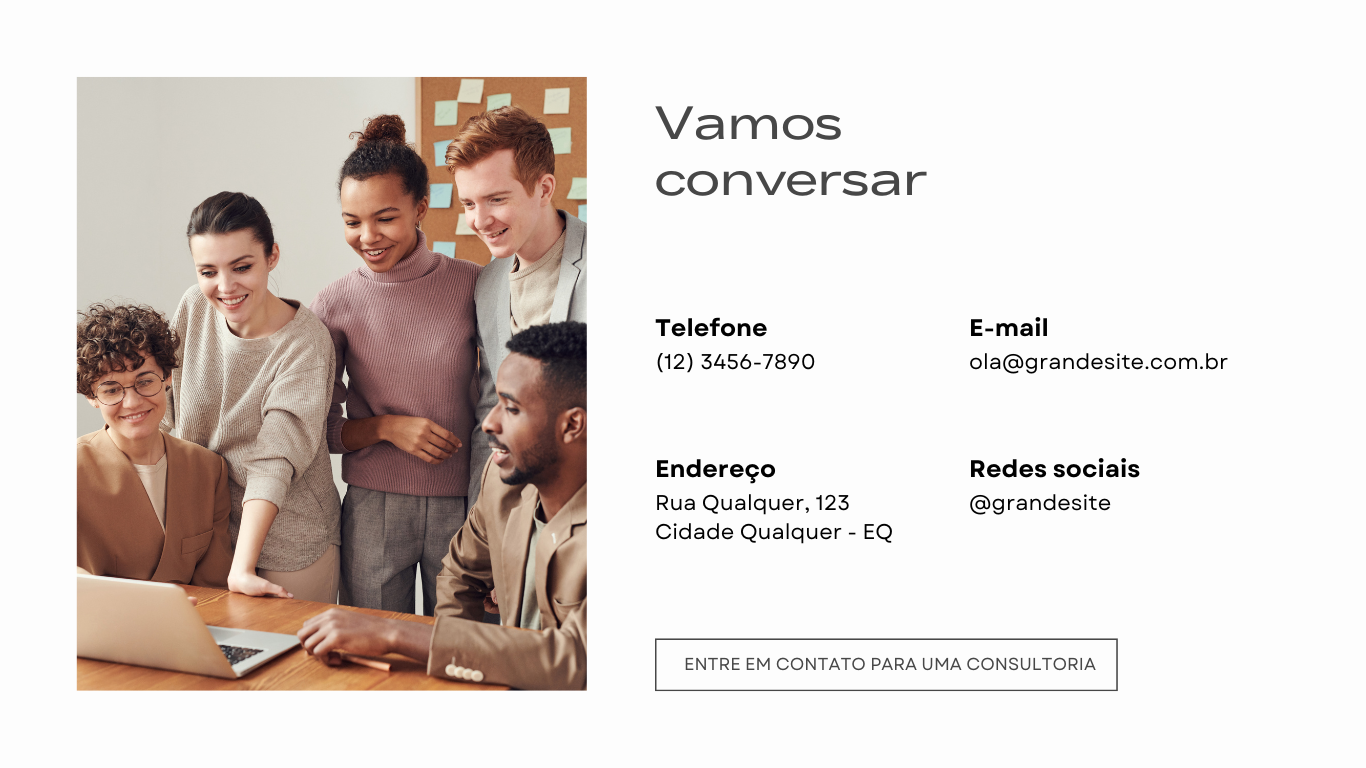 Vamos
conversar
Telefone
(12) 3456-7890
E-mail
ola@grandesite.com.br
Endereço
Rua Qualquer, 123
Cidade Qualquer - EQ
Redes sociais
@grandesite
ENTRE EM CONTATO PARA UMA CONSULTORIA